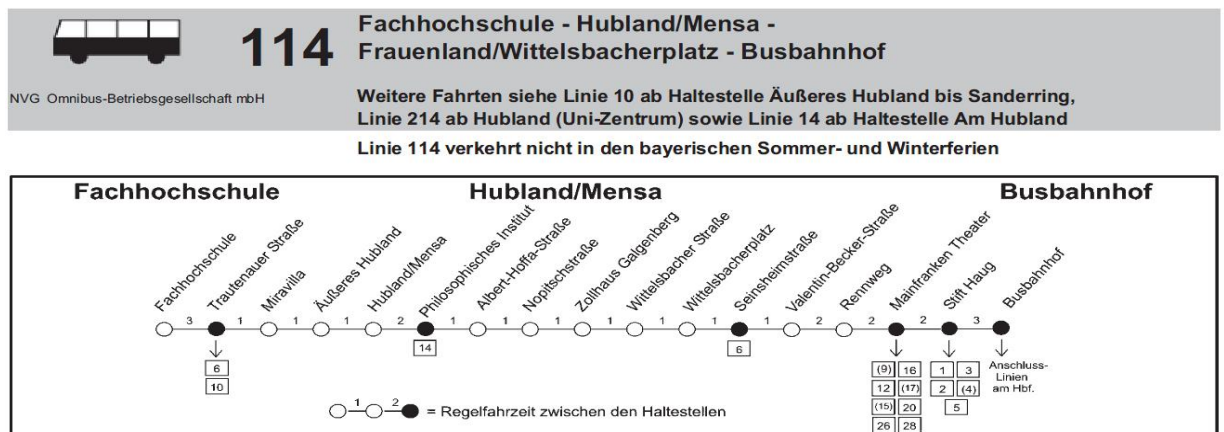 114
Fachhochschule - Hubland/Mensa -
Frauenland/Wittelsbacherplatz - Busbahnhof
NVG Omnibus-Betriebsgesellschaft mbH
Weitere Fahrten siehe Linie 10 ab Haltestelle Äußeres Hubland bis Sanderring,
Linie 214 ab Hubland (Uni-Zentrum) sowie Linie 14 ab Haltestelle Am Hubland
Linie 114 verkehrt nicht in den bayerischen Sommer- und Winterferien
Fachhochschule Hubland/Mensa Busbahnhof
Fachhochschule
Trautenauer Straße
Miravilla
Äußeres Hubland
Hubland/Mensa
Philosophisches Institut
Albert-Hoffa-Straße
Nopitschstraße
Zollhaus Galgenberg
Wittelsbacher Straße
Wittelsbacherplatz
Seinsheimstraße
Valentin-Becker-Straße
Rennweg
Mainfranken Theater
Stift Haug
Busbahnhof
3 1 1 1 2 1 1 1 1 1 1 1 2 2 2 3
6
10
14
6
(9) 16
12 (17)
(15) 20
26 28
1 3
2 (4)
5
Anschluss-
Linien
am Hbf.
1 2 = Regelfahrzeit zwischen den Haltestellen